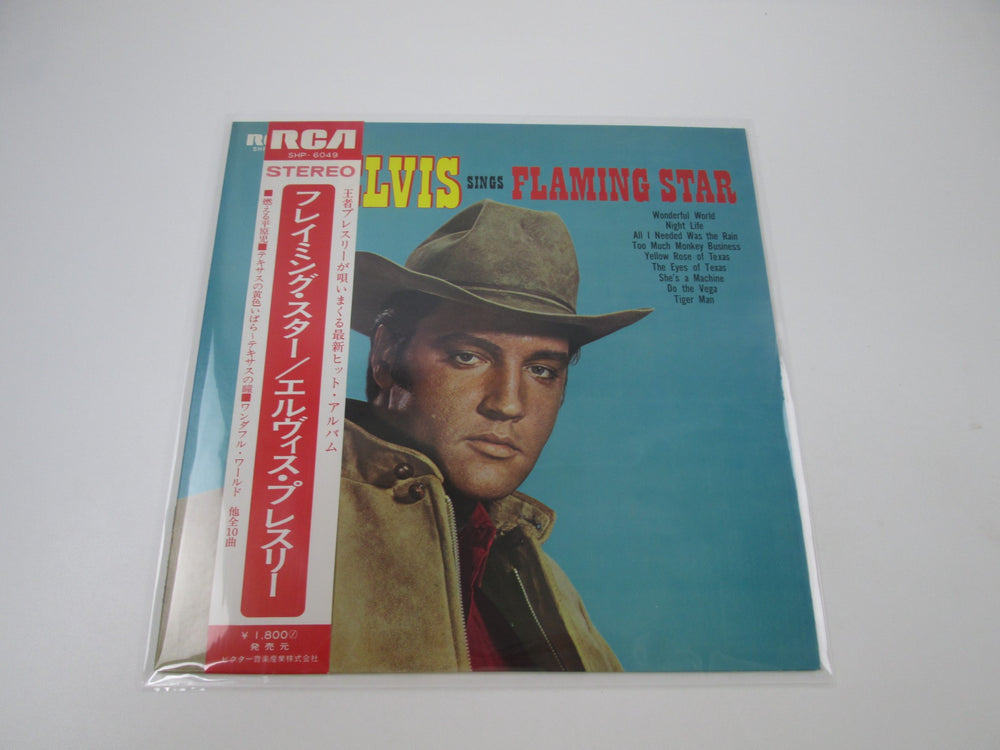 RCA
SHP-6049
STEREO
フレイミング・スター/エルヴィス・プレスリー
王者プレスリーが唄いまくる最新ヒット・アルバム
■燃える平原児■テキサスの黄色いばら~テキサスの瞳■ワンダフル・ワールド 他全10曲
¥1,800
発売元
ビクター音楽産業株式会社
LVIS SINGS FLAMING STAR
Wonderful World
Night Life
All I Needed Was the Rain
Too Much Monkey Business
Yellow Rose of Texas
The Eyes of Texas
She's a Machine
Do the Vega
Tiger Man